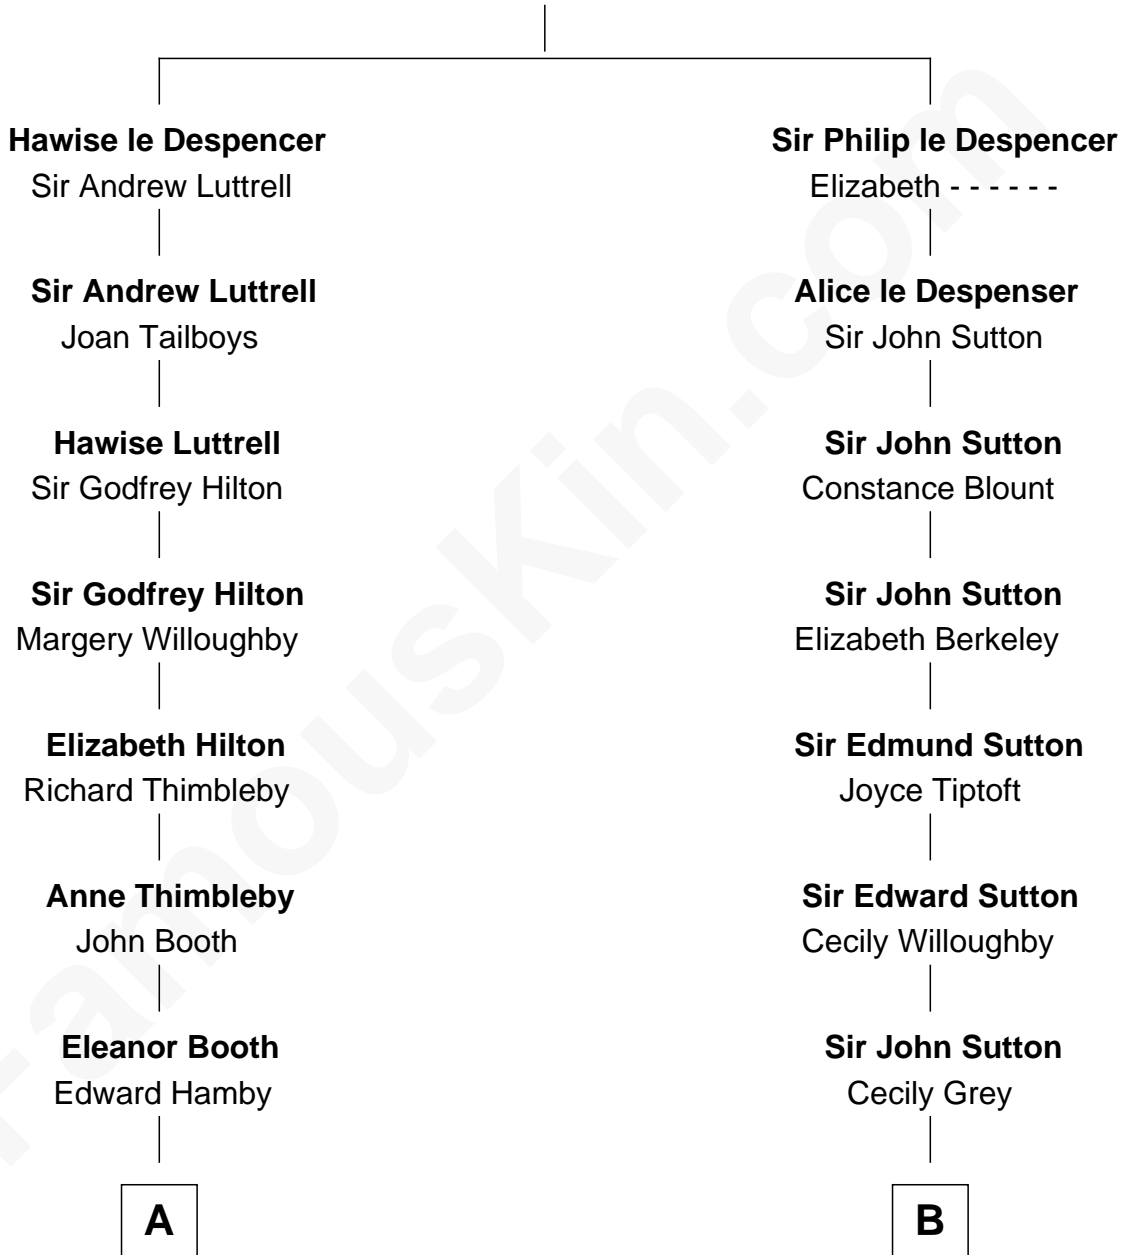 Hawise le Despencer
Sir Andrew Luttrell
Sir Andrew Luttrell
Joan Tailboys
Hawise Luttrell
Sir Godfrey Hilton
Sir Godfrey Hilton
Margery Willoughby
Elizabeth Hilton
Richard Thimbleby
Anne Thimbleby
John Booth
Eleanor Booth
Edward Hamby
A
Sir Philip le Despencer
Elizabeth - - - - - -
Alice le Despenser
Sir John Sutton
Sir John Sutton
Constance Blount
Sir John Sutton
Elizabeth Berkeley
Sir Edmund Sutton
Joyce Tiptoft
Sir Edward Sutton
Cecily Willoughby
Sir John Sutton
Cecily Grey
B
FamousKin.com